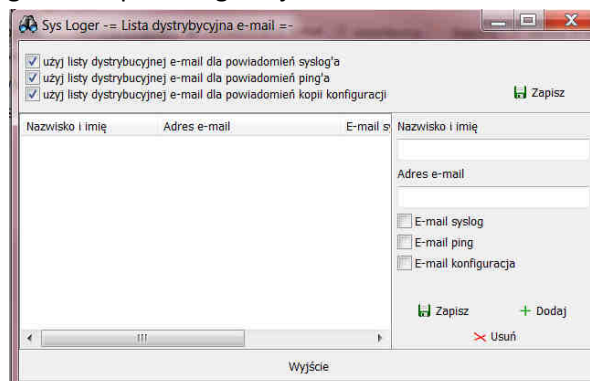 Sys Loger -= Lista dystrybycyjna e-mail =-
użyj listy dystrybucyjnej e-mail dla powiadomień syslog'a
użyj listy dystrybucyjnej e-mail dla powiadomień ping'a
użyj listy dystrybucyjnej e-mail dla powiadomień kopii konfiguracji
Zapisz
Nazwisko i imię Adres e-mail E-mail sy
Nazwisko i imię
Adres e-mail
E-mail syslog
E-mail ping
E-mail konfiguracja
Zapisz Dodaj
Usuń
Wyjście